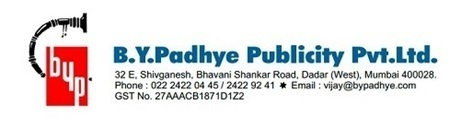 byp
B.Y.Padhye Publicity Pvt.Ltd.
32 E, Shivganesh, Bhavani Shankar Road, Dadar (West), Mumbai 400028.
Phone : 022 2422 04 45 / 2422 92 41 ✷ Email : vijay@bypadhye.com
GST No. 27AAACB1871D1Z2